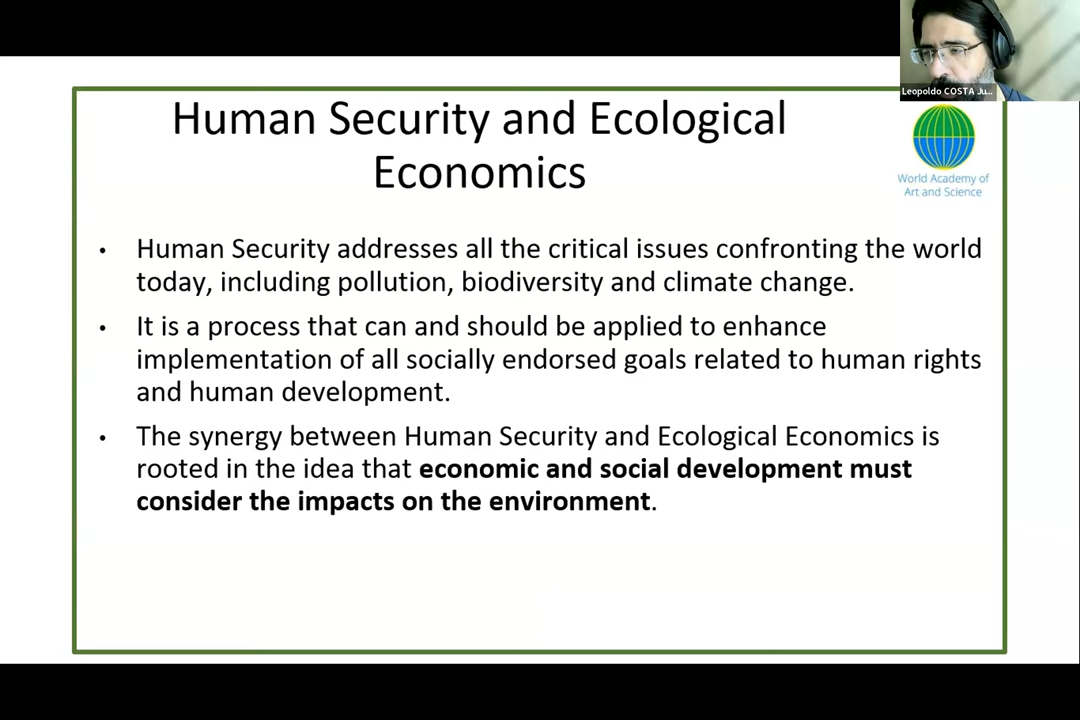 Leopoldo COSTA Ju...
Human Security and Ecological
Economics
World Academy of
Art and Science
• Human Security addresses all the critical issues confronting the world
today, including pollution, biodiversity and climate change.
• It is a process that can and should be applied to enhance
implementation of all socially endorsed goals related to human rights
and human development.
• The synergy between Human Security and Ecological Economics is
rooted in the idea that economic and social development must
consider the impacts on the environment.